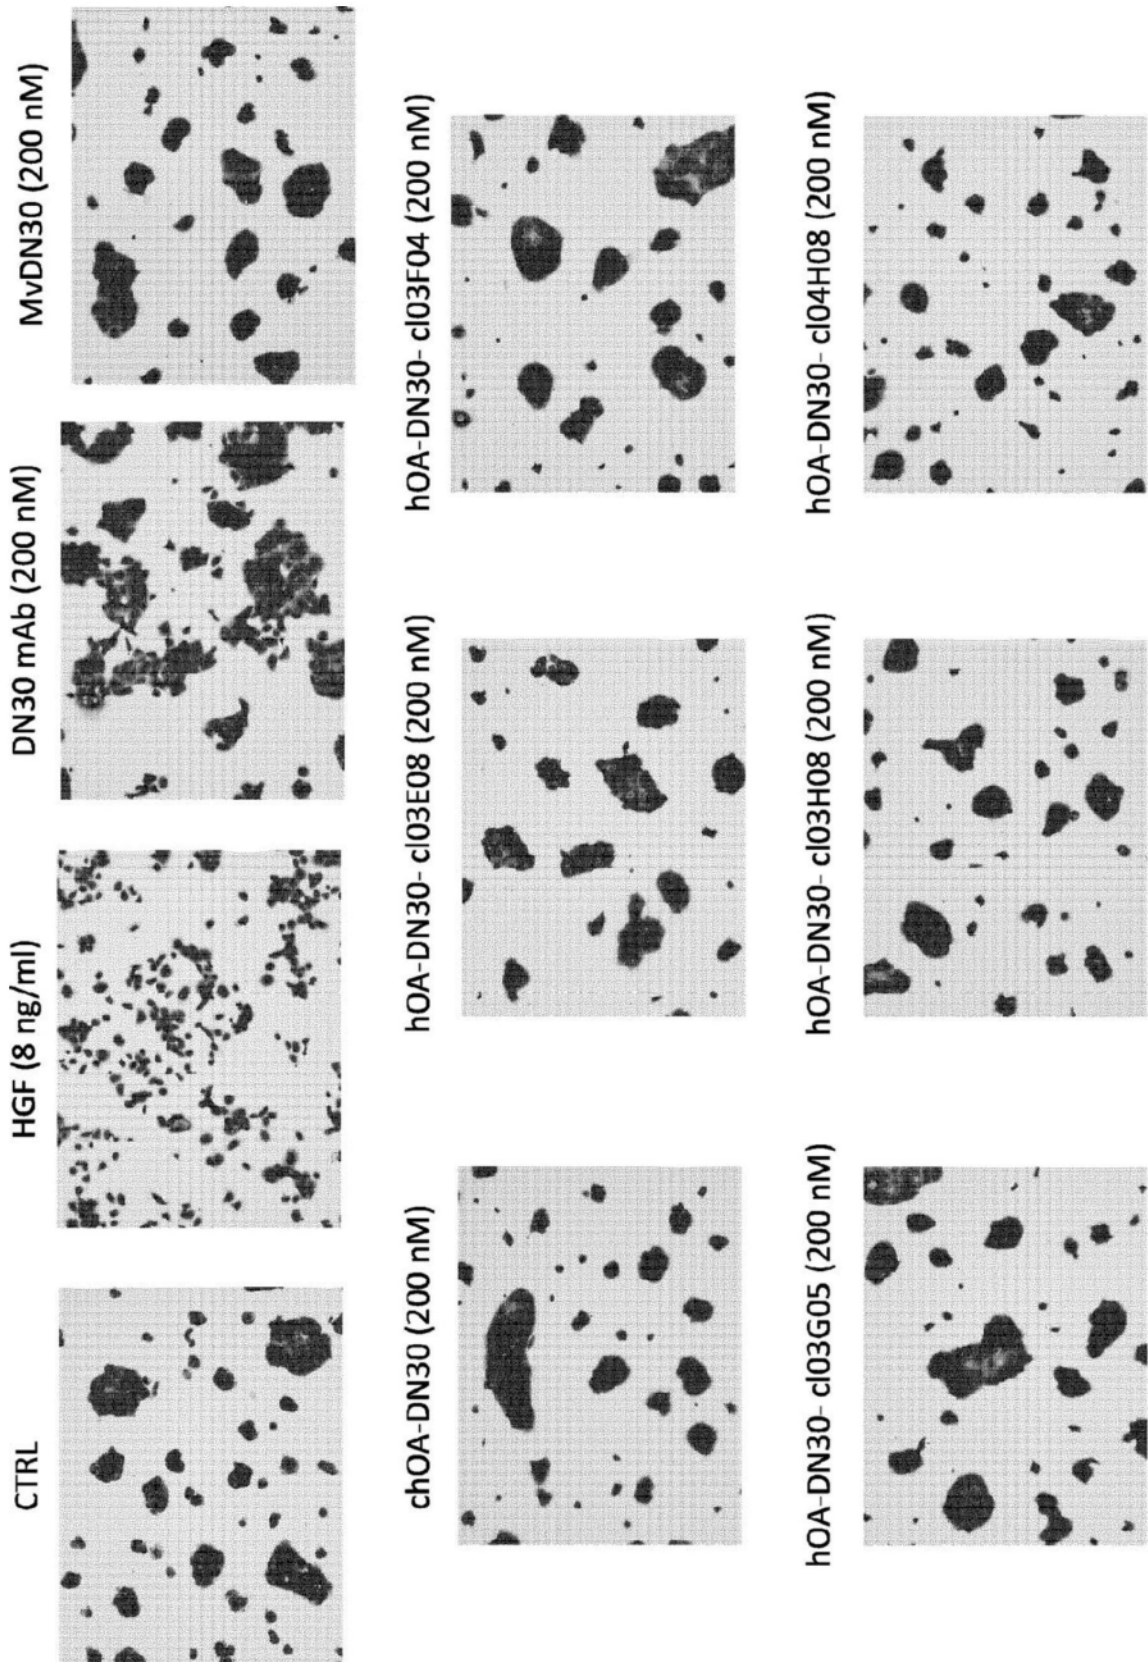 CTRL
HGF (8 ng/ml)
DN30 mAb (200 nM)
MvDN30 (200 nM)
chOA-DN30 (200 nM)
hOA-DN30- cl03E08 (200 nM)
hOA-DN30- cl03F04 (200 nM)
hOA-DN30- cl03G05 (200 nM)
hOA-DN30- cl03H08 (200 nM)
hOA-DN30- cl04H08 (200 nM)